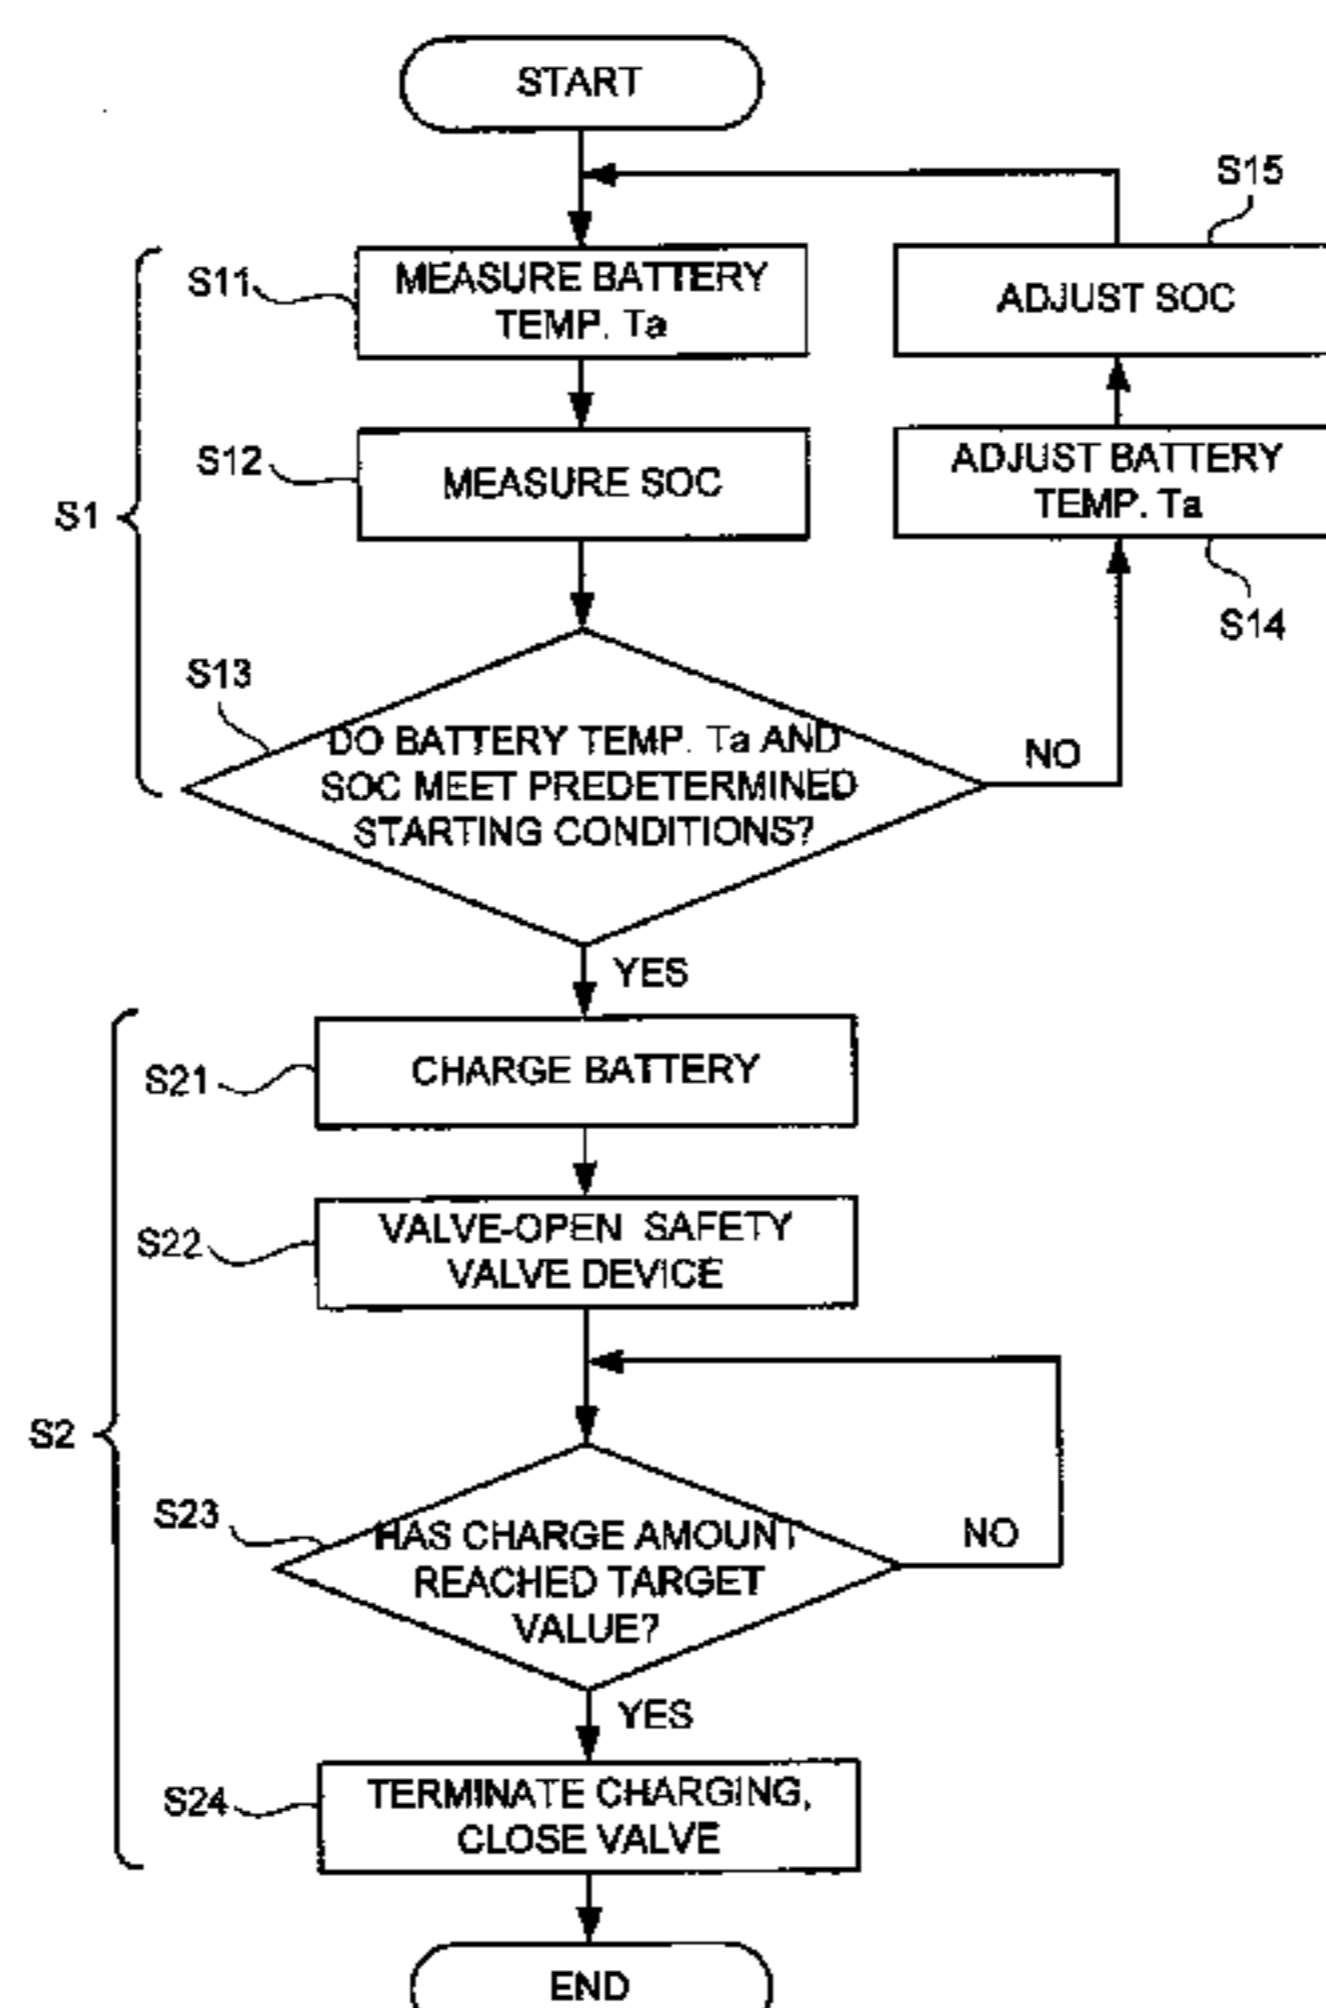 START
S15
S11
MEASURE BATTERY
TEMP. Ta
ADJUST SOC
S12
MEASURE SOC
ADJUST BATTERY
TEMP. Ta
S1
S14
S13
DO BATTERY TEMP. Ta AND
SOC MEET PREDETERMINED
STARTING CONDITIONS?
NO
YES
S21
CHARGE BATTERY
S22
VALVE-OPEN SAFETY
VALVE DEVICE
S2
S23
HAS CHARGE AMOUNT
REACHED TARGET
VALUE?
NO
YES
S24
TERMINATE CHARGING,
CLOSE VALVE
END